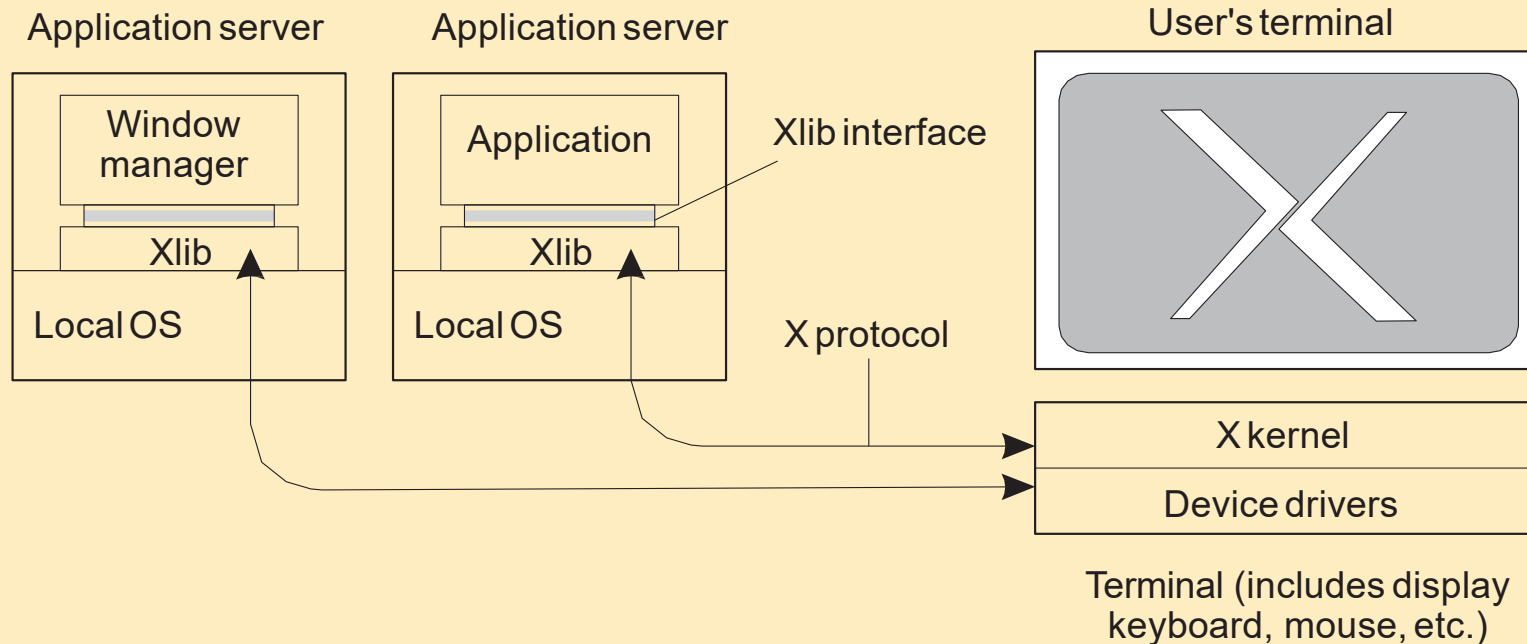 Application server
Application server
User's terminal
Window
manager
Application
Xlib interface
Xlib
Xlib
Local OS
Local OS
X protocol
X kernel
Device drivers
Terminal (includes display
keyboard, mouse, etc.)